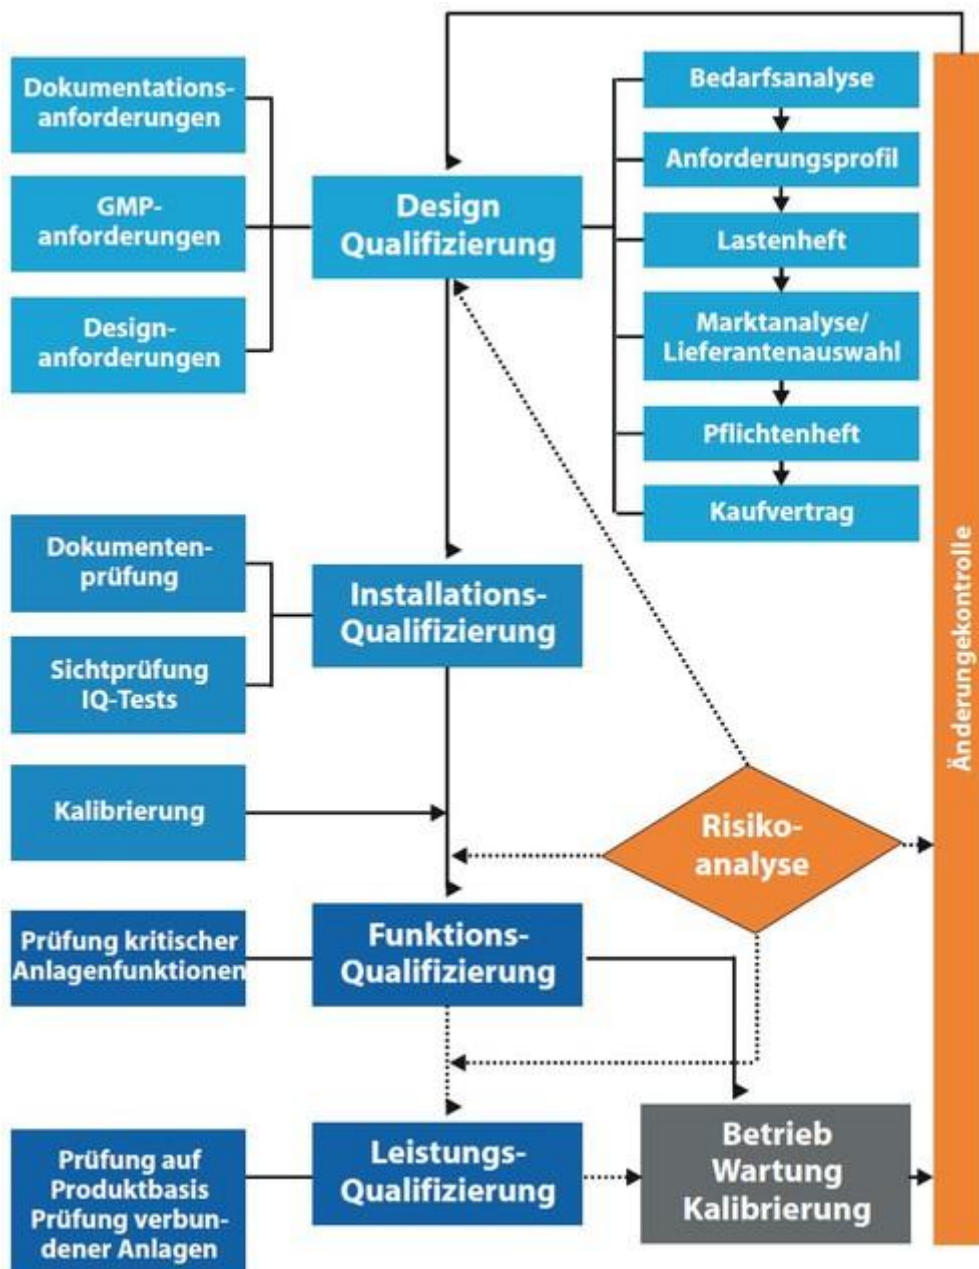 Dokumentations-
anforderungen
GMP-
anforderungen
Design-
anforderungen
Design
Qualifizierung
Bedarfsanalyse
Anforderungsprofil
Lastenheft
Marktanalyse/
Lieferantenauswahl
Pflichtenheft
Kaufvertrag
Änderungekontrolle
Dokumenten-
prüfung
Sichtprüfung
IQ-Tests
Installations-
Qualifizierung
Kalibrierung
Risiko-
analyse
Prüfung kritischer
Anlagenfunktionen
Funktions-
Qualifizierung
Prüfung auf
Produktbasis
Prüfung verbun-
dener Anlagen
Leistungs-
Qualifizierung
Betrieb
Wartung
Kalibrierung